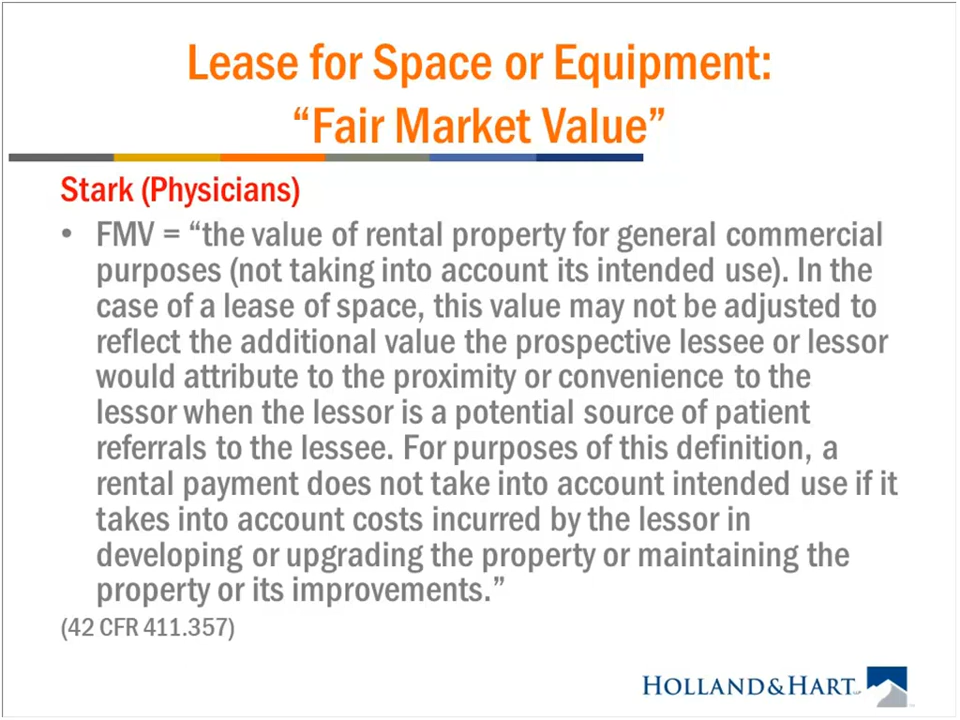 Lease for Space or Equipment:
“Fair Market Value”
Stark (Physicians)
• FMV = “the value of rental property for general commercial
purposes (not taking into account its intended use). In the
case of a lease of space, this value may not be adjusted to
reflect the additional value the prospective lessee or lessor
would attribute to the proximity or convenience to the
lessor when the lessor is a potential source of patient
referrals to the lessee. For purposes of this definition, a
rental payment does not take into account intended use if it
takes into account costs incurred by the lessor in
developing or upgrading the property or maintaining the
property or its improvements.”
(42 CFR 411.357)
HOLLAND&HART